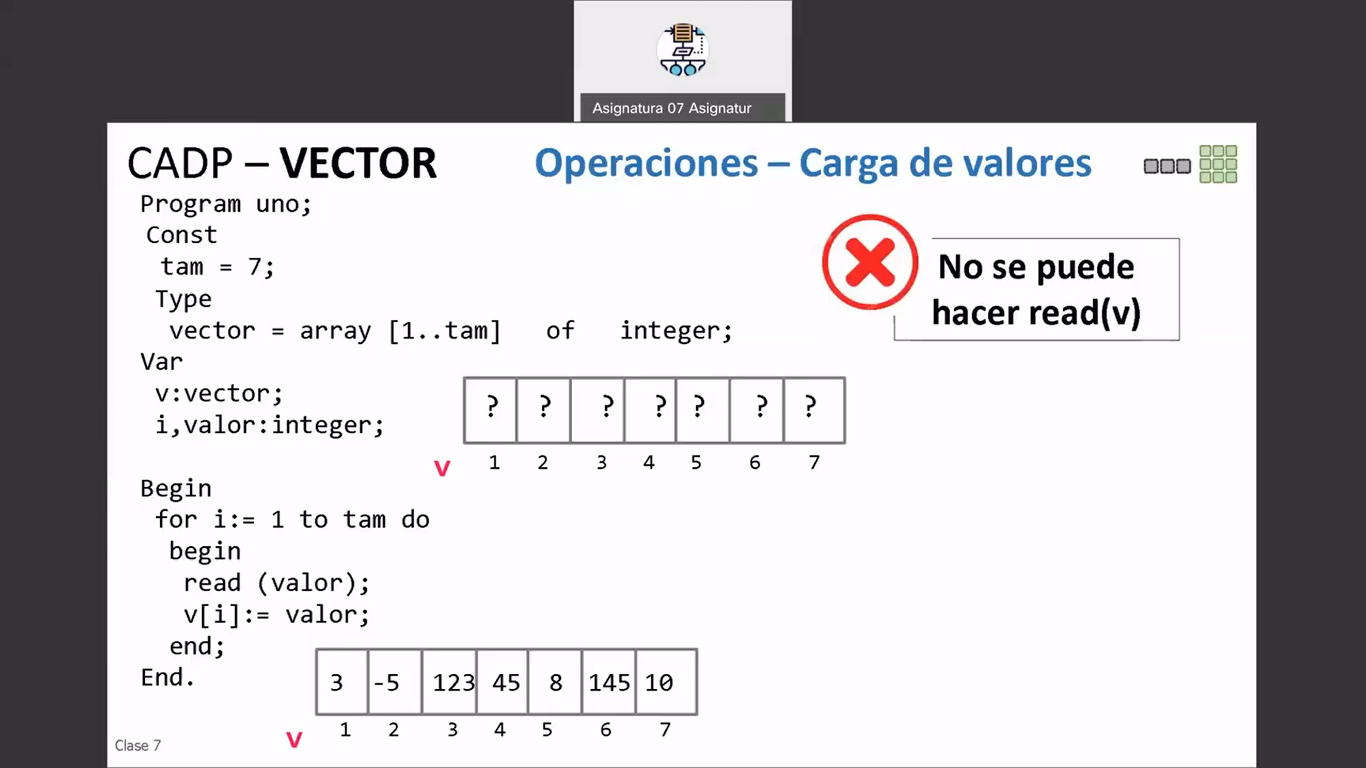 Asignatura 07 Asignatur
CADP – VECTOR
Operaciones – Carga de valores
Program uno;
Const
tam = 7;
Type
vector = array [1..tam] of integer;
Var
v:vector;
i,valor:integer;
No se puede
hacer read(v)
? ? ? ? ? ? ?
v 1 2 3 4 5 6 7
Begin
for i:= 1 to tam do
begin
read (valor);
v[i]:= valor;
end;
End.
3 -5 123 45 8 145 10
v 1 2 3 4 5 6 7
Clase 7